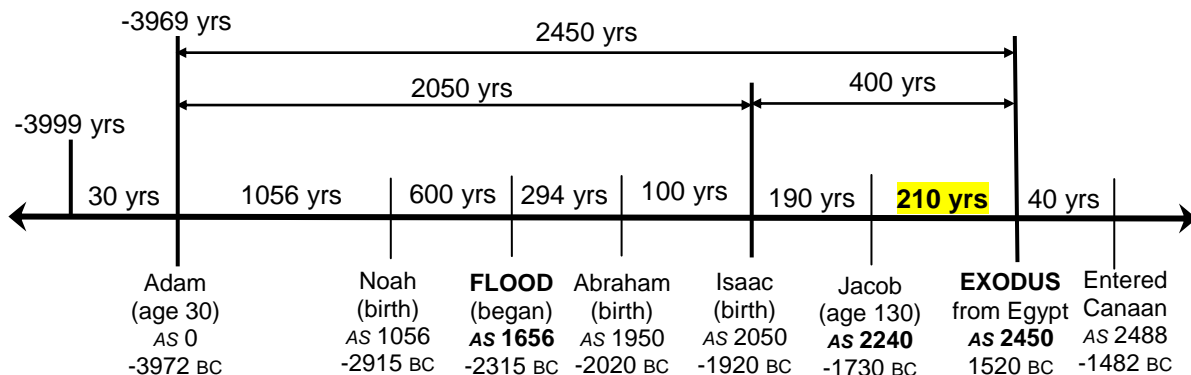 -3969 yrs
2450 yrs
2050 yrs
400 yrs
-3999 yrs
30 yrs
1056 yrs
600 yrs
294 yrs
100 yrs
190 yrs
210 yrs
40 yrs
Adam
(age 30)
AS 0
-3972 BC
Noah
(birth)
AS 1056
-2915 BC
FLOOD
(began)
AS 1656
-2315 BC
Abraham
(birth)
AS 1950
-2020 BC
Isaac
(birth)
AS 2050
-1920 BC
Jacob
(age 130)
AS 2240
-1730 BC
EXODUS
from Egypt
AS 2450
1520 BC
Entered
Canaan
AS 2488
-1482 BC